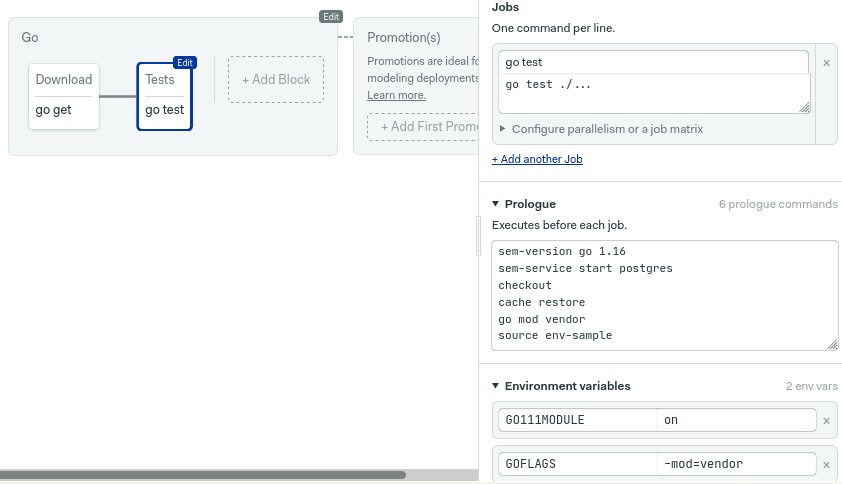 Edit
Go
Download
go get
Edit
Tests
go test
+ Add Block
Promotion(s)
Promotions are ideal fo
modeling deployments
Learn more.
+ Add First Promo
Jobs
One command per line.
go test
×
go test ./...
Configure parallelism or a job matrix
+ Add another Job
Prologue
6 prologue commands
Executes before each job.
sem-version go 1.16
sem-service start postgres
checkout
cache restore
go mod vendor
source env-sample
Environment variables
2 env vars
GO111MODULE on ×
GOFLAGS -mod=vendor ×